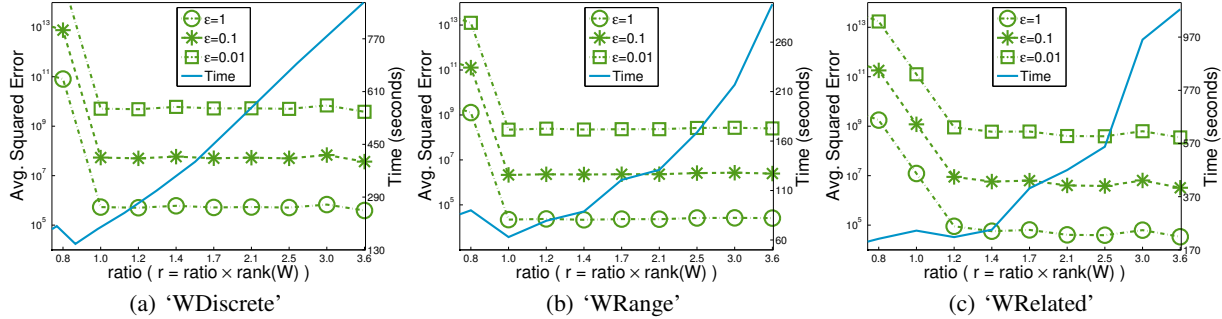 Avg. Squared Error
10^13
10^11
10^9
10^7
10^5
ε=1
ε=0.1
ε=0.01
Time
770
610
450
290
130
Time (seconds)
0.8 1.0 1.2 1.4 1.7 2.1 2.5 3.0 3.6
ratio ( r = ratio × rank(W) )
(a) ‘WDiscrete’
Avg. Squared Error
10^13
10^11
10^9
10^7
10^5
ε=1
ε=0.1
ε=0.01
Time
260
210
160
110
60
Time (seconds)
0.8 1.0 1.2 1.4 1.7 2.1 2.5 3.0 3.6
ratio ( r = ratio × rank(W) )
(b) ‘WRange’
Avg. Squared Error
10^13
10^11
10^9
10^7
10^5
ε=1
ε=0.1
ε=0.01
Time
970
770
570
370
170
Time (seconds)
0.8 1.0 1.2 1.4 1.7 2.1 2.5 3.0 3.6
ratio ( r = ratio × rank(W) )
(c) ‘WRelated’